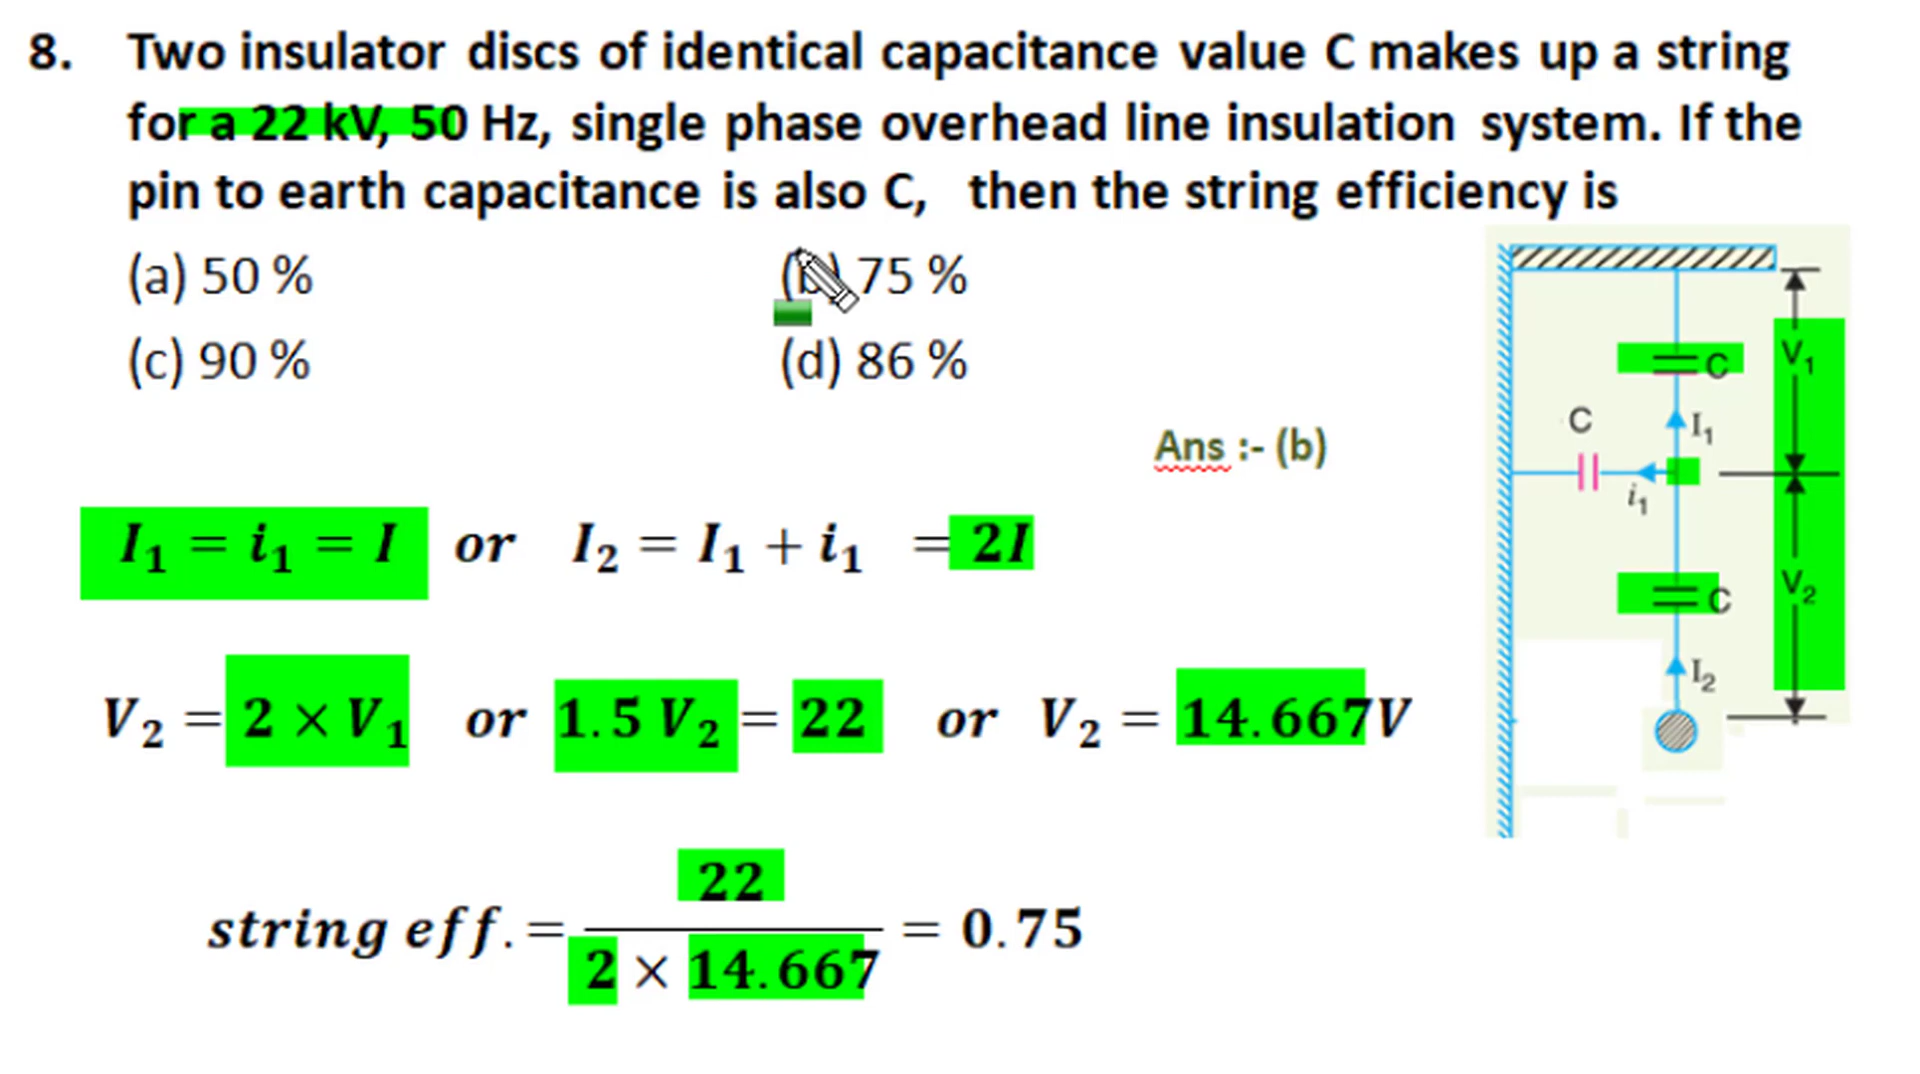 8. Two insulator discs of identical capacitance value C makes up a string
for a 22 kV, 50 Hz, single phase overhead line insulation system. If the
pin to earth capacitance is also C, then the string efficiency is
(a) 50 % (b) 75 %
(c) 90 % (d) 86 %
Ans :- (b)
I₁ = i₁ = I or I₂ = I₁ + i₁ = 2I
V₂ = 2 × V₁ or 1.5 V₂ = 22 or V₂ = 14.667V
string eff. = 22 / 2 × 14.667 = 0.75
C V₁
C I₁
i₁
C V₂
I₂